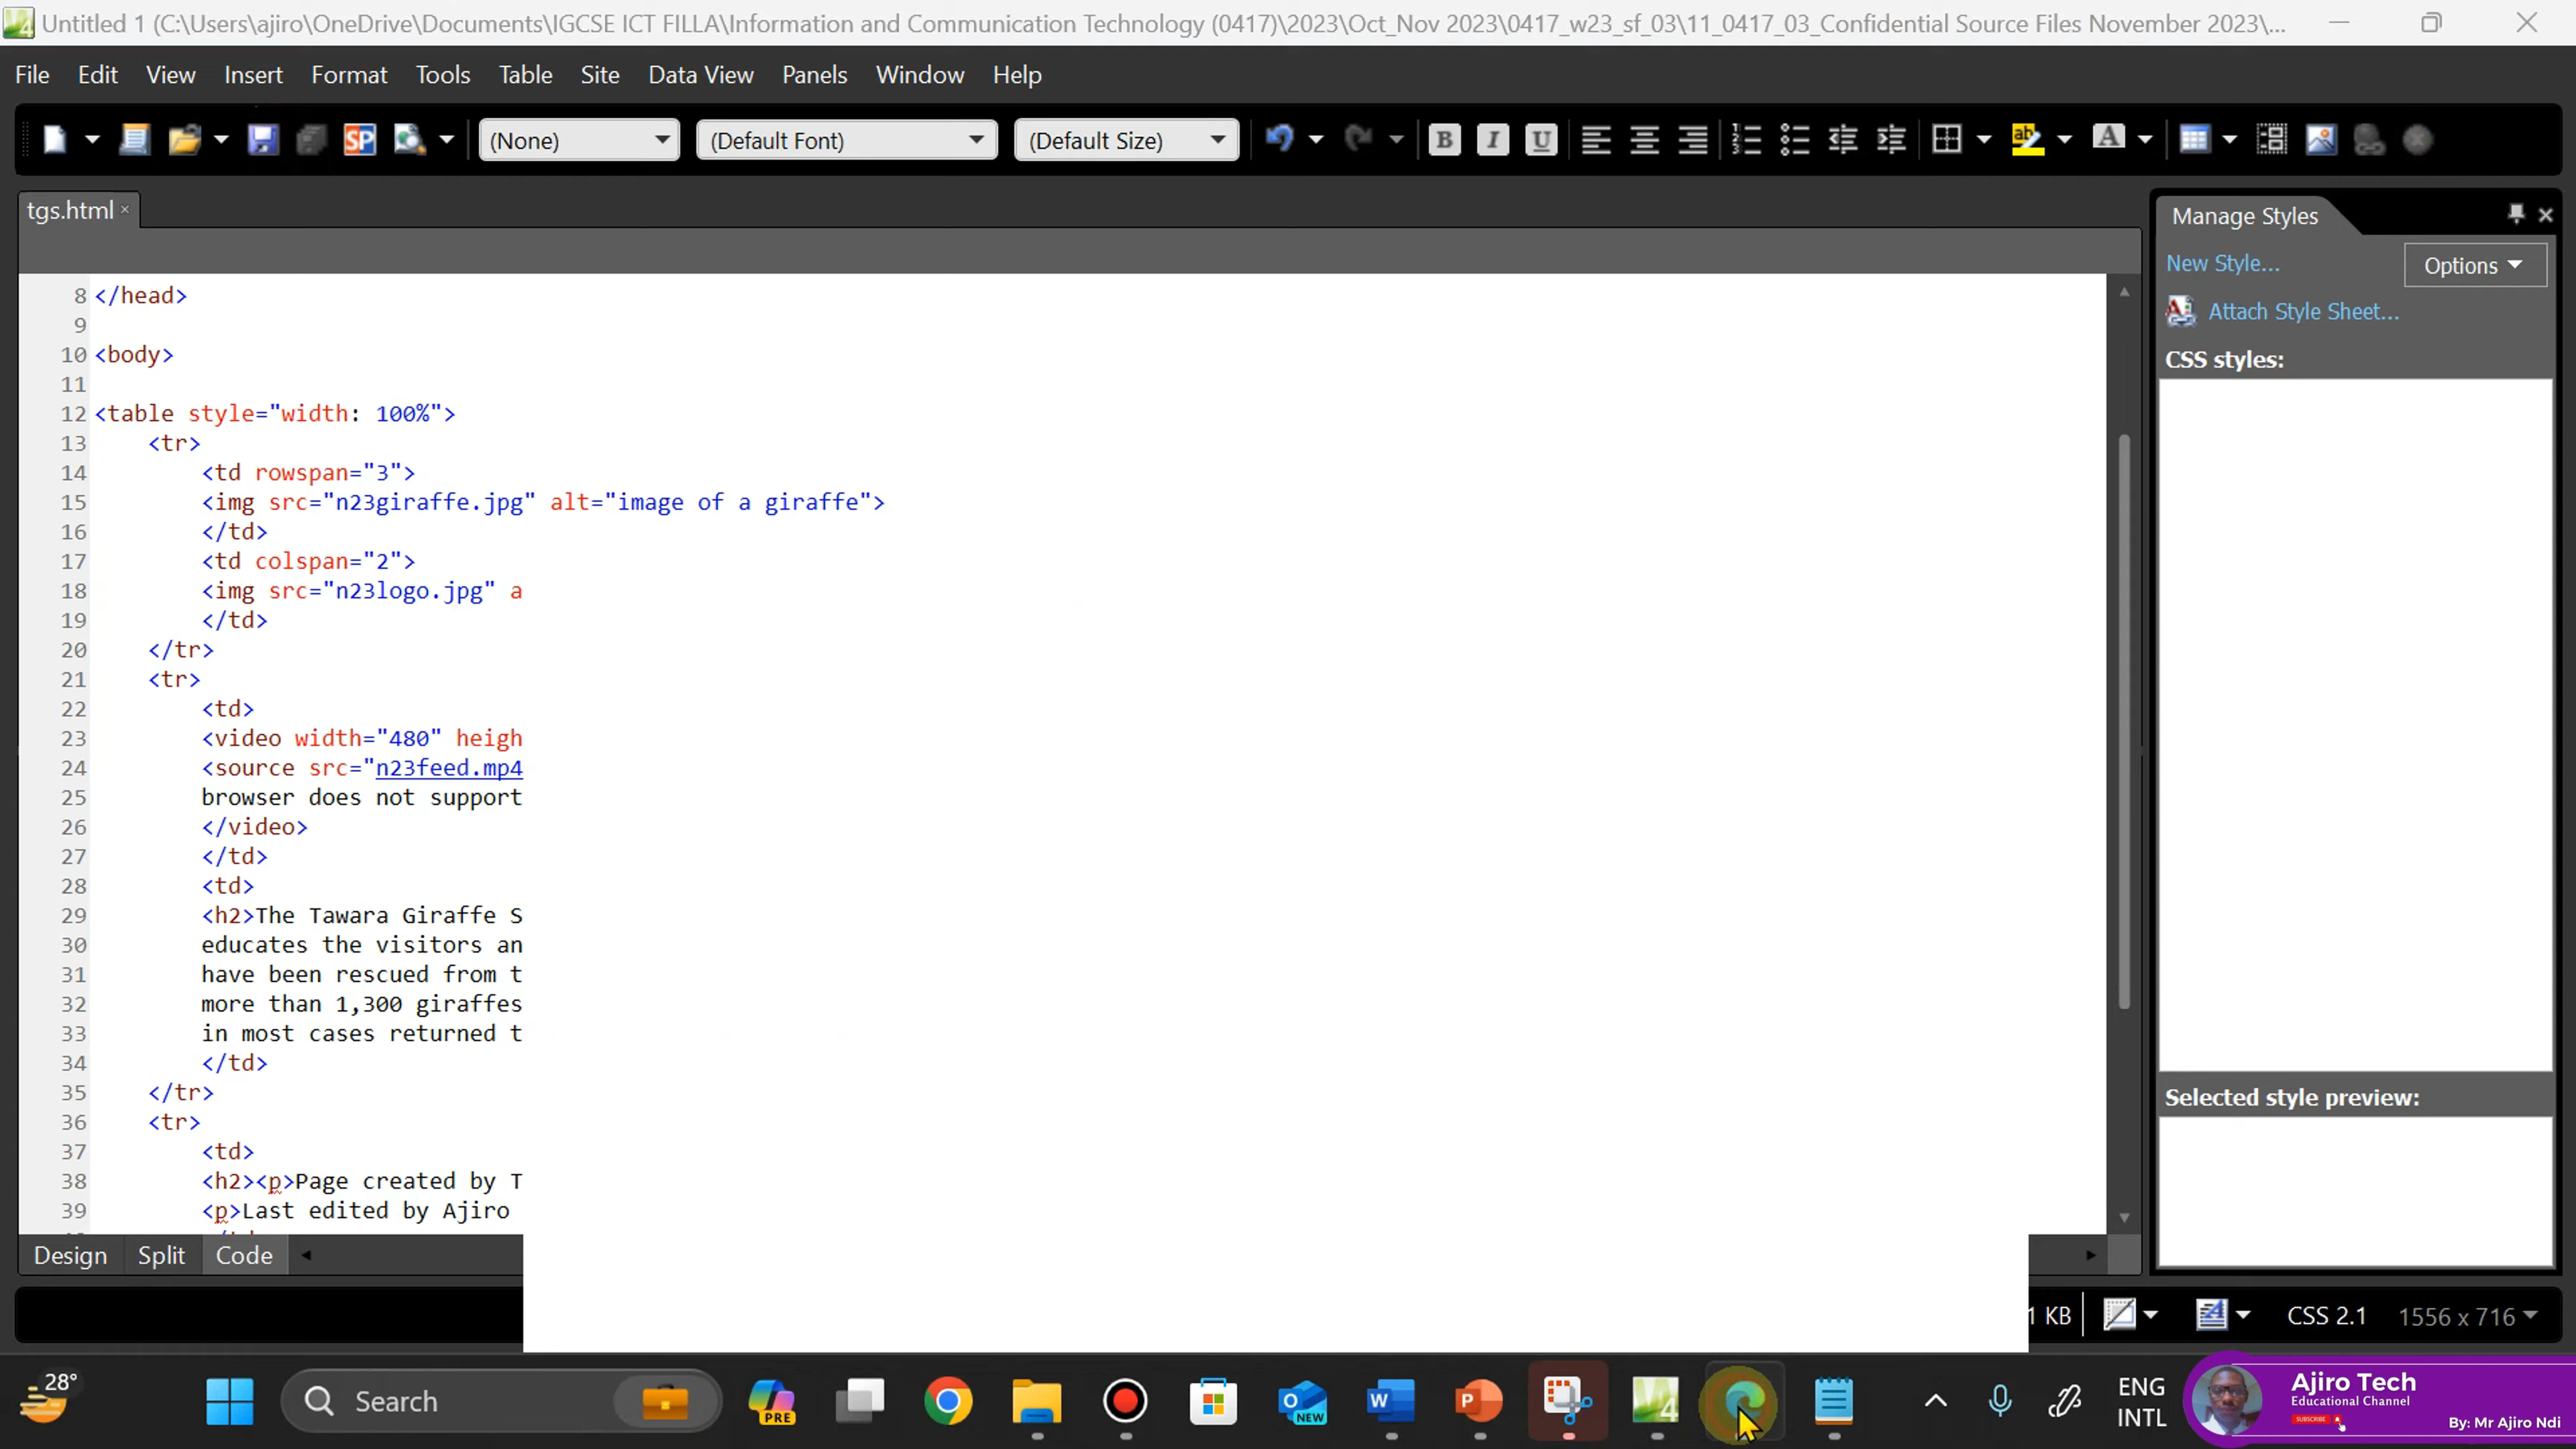 Untitled 1 (C:\Users\ajiro\OneDrive\Documents\IGCSE ICT FILLA\Information and Communication Technology (0417)\2023\Oct_Nov 2023\0417_w23_sf_03\11_0417_03_Confidential Source Files November 2023\...
File Edit View Insert Format Tools Table Site Data View Panels Window Help
(None) (Default Font) (Default Size)
tgs.html
Manage Styles
New Style... Options
Attach Style Sheet...
CSS styles:
Selected style preview:
8 </head>
9
10 <body>
11
12 <table style="width: 100%">
13 <tr>
14 <td rowspan="3">
15 <img src="n23giraffe.jpg" alt="image of a giraffe">
16 </td>
17 <td colspan="2">
18 <img src="n23logo.jpg" a
19 </td>
20 </tr>
21 <tr>
22 <td>
23 <video width="480" heigh
24 <source src="n23feed.mp4
25 browser does not support
26 </video>
27 </td>
28 <td>
29 <h2>The Tawara Giraffe S
30 educates the visitors an
31 have been rescued from t
32 more than 1,300 giraffes
33 in most cases returned t
34 </td>
35 </tr>
36 <tr>
37 <td>
38 <h2><p>Page created by T
39 <p>Last edited by Ajiro
Design Split Code
1 KB CSS 2.1 1556 x 716
28°
Search
PRE
NEW
ENG
INTL
Ajiro Tech
Educational Channel
SUBSCRIBE
By: Mr Ajiro Ndi